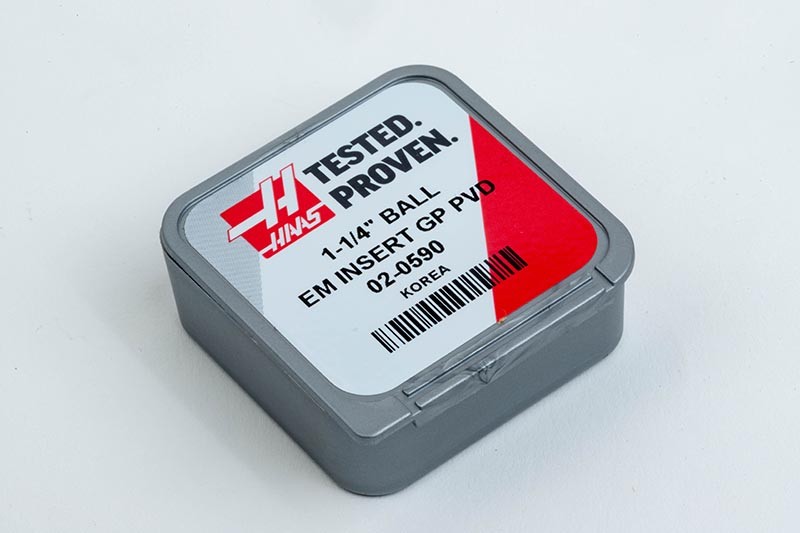 HAAS
TESTED.
PROVEN.
1-1/4" BALL
EM INSERT GP PVD
02-0590
KOREA